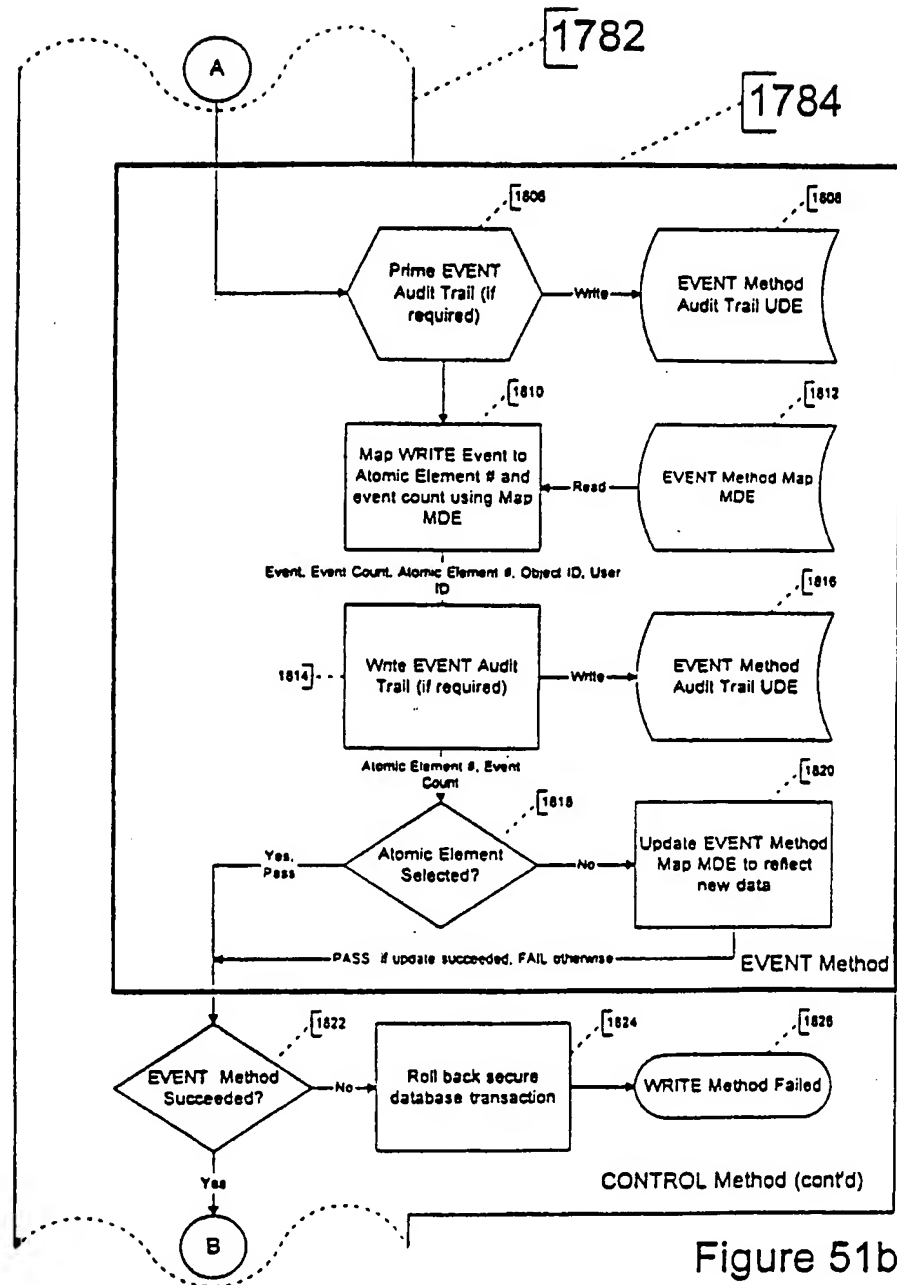 1782
A
1784
1806
Prime EVENT
Audit Trail (if
required)
Write
1808
EVENT Method
Audit Trail UDE
1810
Map WRITE Event to
Atomic Element # and
event count using Map
MDE
Read
1812
EVENT Method Map
MDE
Event, Event Count, Atomic Element #, Object ID, User
ID
1814
Write EVENT Audit
Trail (if required)
Write
1816
EVENT Method
Audit Trail UDE
Atomic Element #, Event
Count
1818
Atomic Element
Selected?
Yes,
Pass
No
1820
Update EVENT Method
Map MDE to reflect
new data
PASS if update succeeded, FAIL otherwise
EVENT Method
1822
EVENT Method
Succeeded?
No
1824
Roll back secure
database transaction
1826
WRITE Method Failed
Yes
CONTROL Method (cont'd)
B
Figure 51b